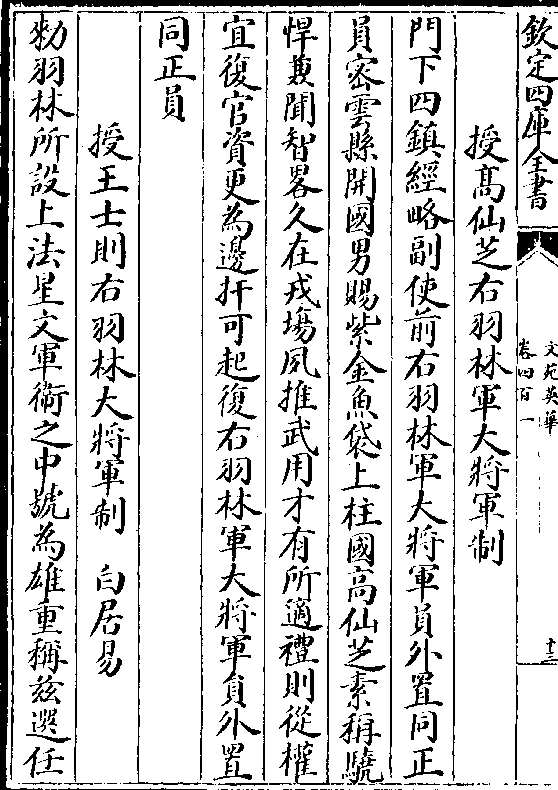 欽定四庫全書
文苑英華
卷四百一
十三
授髙仙芝右羽林軍大將軍制
門下四鎮經略副使前右羽林軍大將軍員外置同正
員宻雲縣開國男賜紫金魚袋上柱國高仙芝素稱驍
悍兼聞智畧久在戎塲夙推武用才有所適禮則從權
宜復官資更為邊扞可起復右羽林軍大將軍員外置
同正員
授王士則右羽林大將軍制　白居易
勑羽林所設上法星文軍衞之中號為雄重稱兹選任